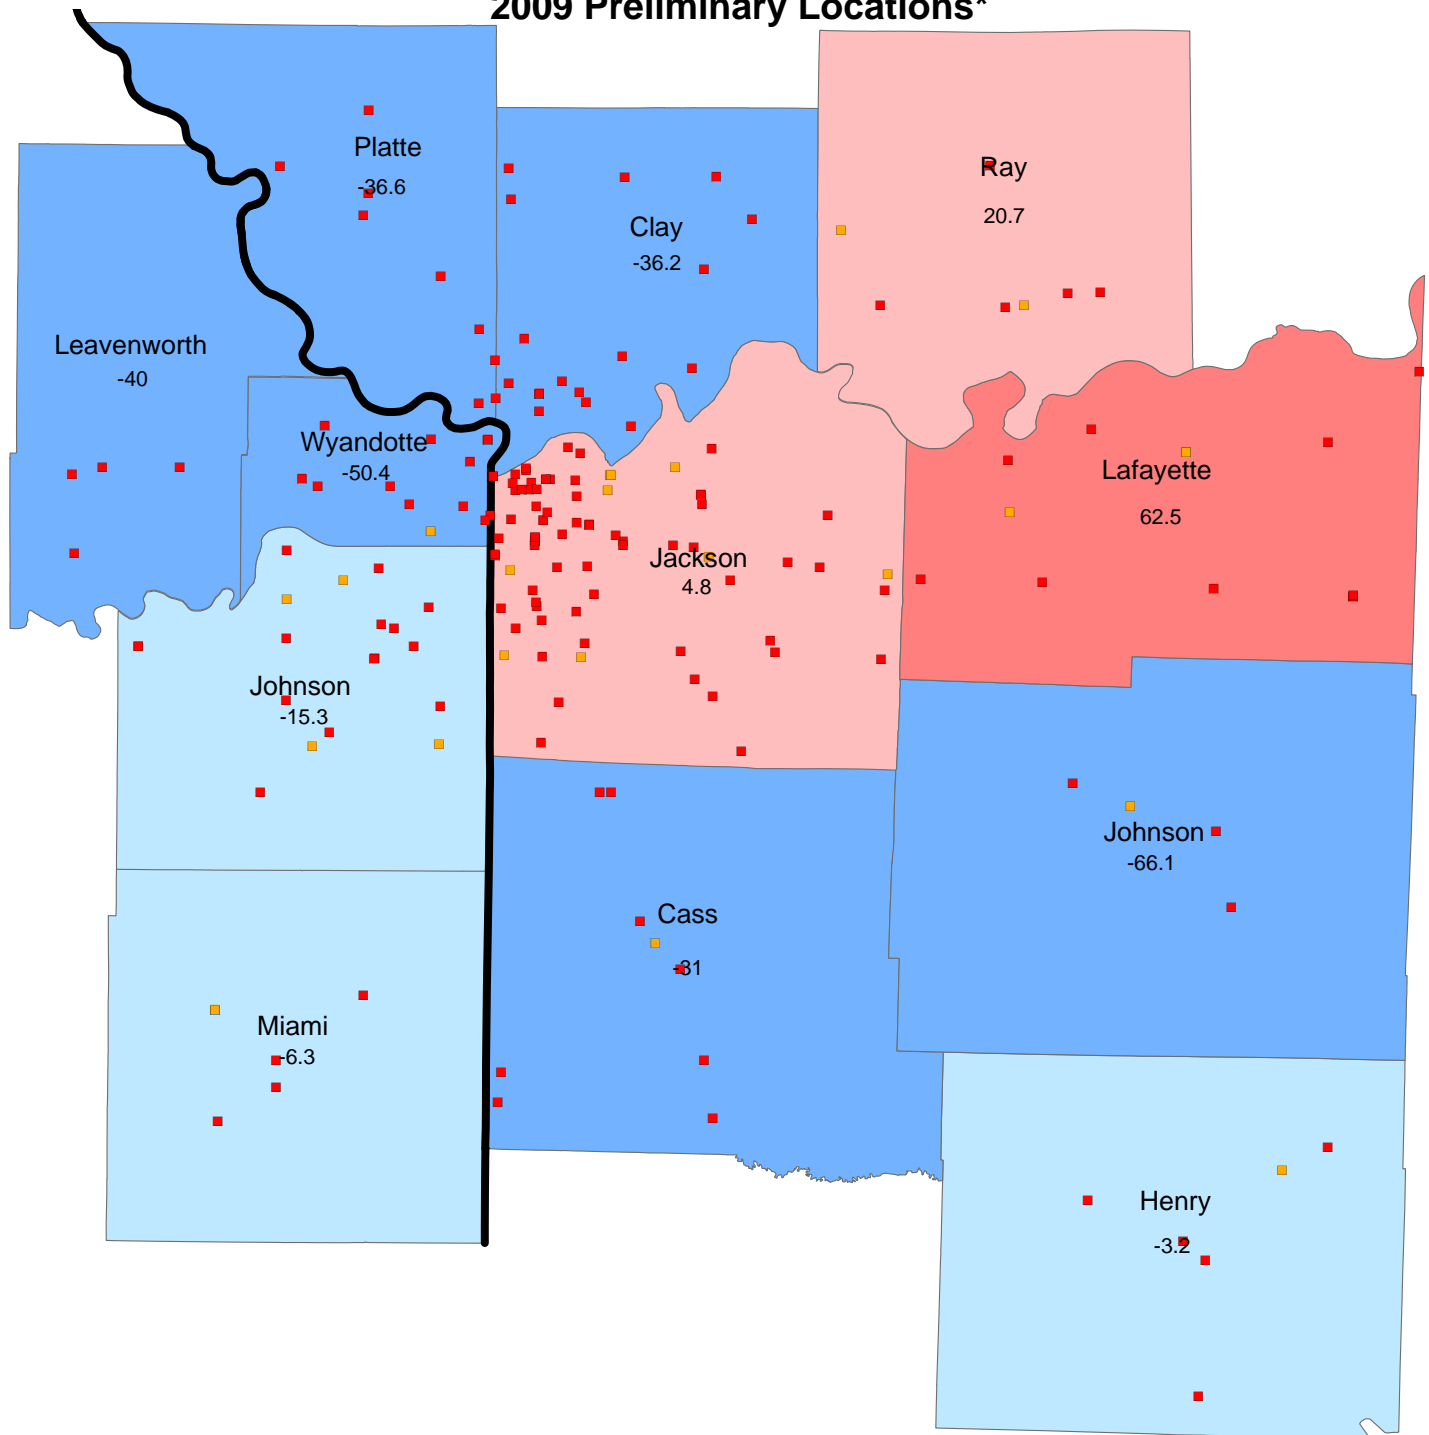 2009 Preliminary Locations*
Platte
-36.6
Ray
20.7
Clay
-36.2
Leavenworth
-40
Wyandotte
-50.4
Lafayette
62.5
Jackson
4.8
Johnson
-15.3
Johnson
-66.1
Cass
-31
Miami
-6.3
Henry
-3.2